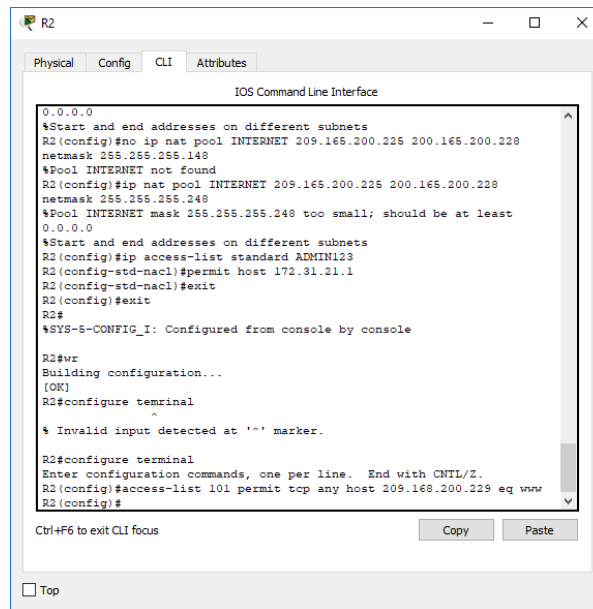 R2
Physical Config CLI Attributes
IOS Command Line Interface
0.0.0.0
%Start and end addresses on different subnets
R2(config)#no ip nat pool INTERNET 209.165.200.225 200.165.200.228
netmask 255.255.255.148
%Pool INTERNET not found
R2(config)#ip nat pool INTERNET 209.165.200.225 200.165.200.228
netmask 255.255.255.248
%Pool INTERNET mask 255.255.255.248 too small; should be at least
0.0.0.0
%Start and end addresses on different subnets
R2(config)#ip access-list standard ADMIN123
R2(config-std-nacl)#permit host 172.31.21.1
R2(config-std-nacl)#exit
R2(config)#exit
R2#
%SYS-5-CONFIG_I: Configured from console by console
R2#wr
Building configuration...
[OK]
R2#configure temrinal
^
% Invalid input detected at '^' marker.
R2#configure terminal
Enter configuration commands, one per line. End with CNTL/Z.
R2(config)#access-list 101 permit tcp any host 209.168.200.229 eq www
R2(config)#
Ctrl+F6 to exit CLI focus
Copy Paste
Top